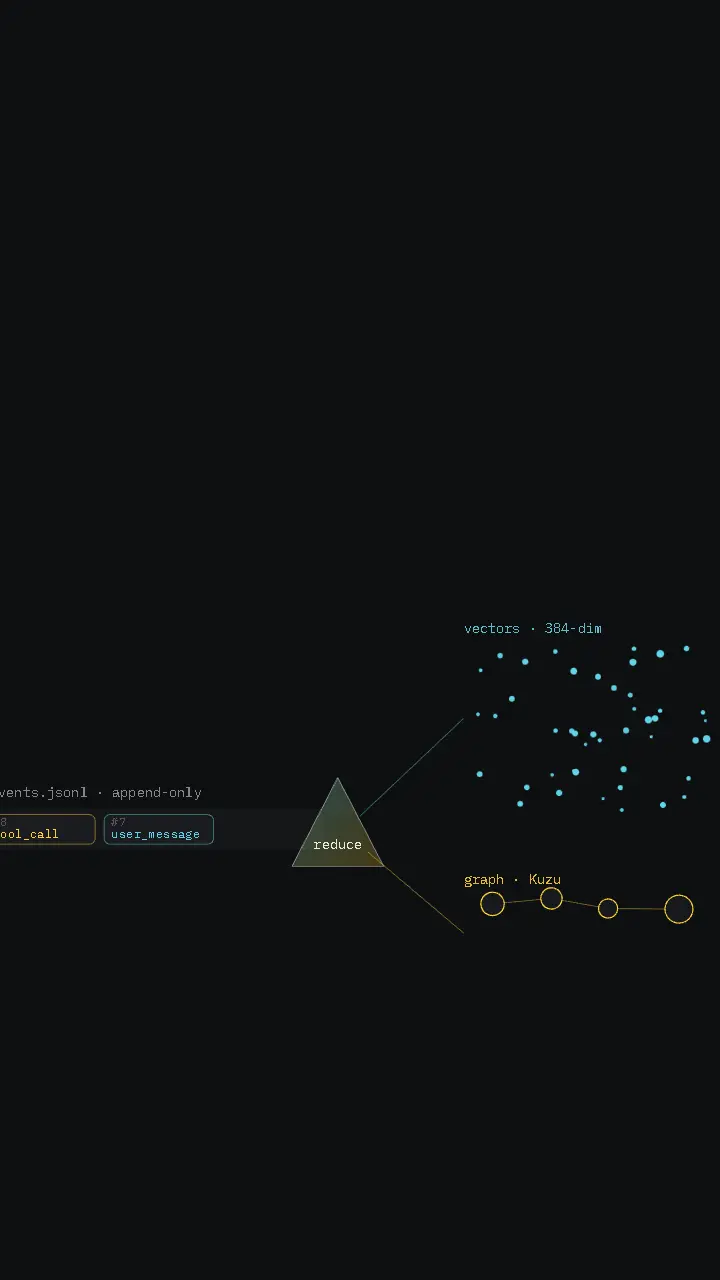 vectors · 384-dim
vents.jsonl · append-only
8
ool_call
#7
user_message
reduce
graph · Kuzu